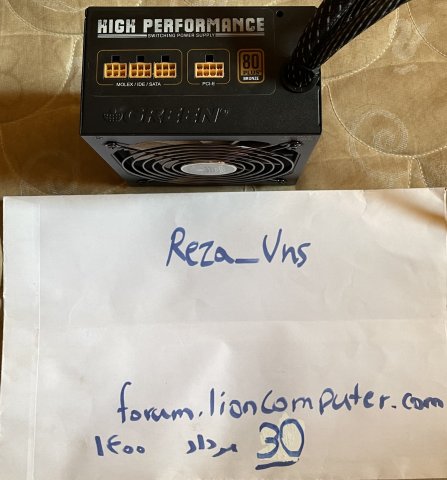 HIGH PERFORMANCE
SWITCHING POWER SUPPLY
80
PLUS
BRONZE
MOLEX / IDE / SATA
PCI-E
GREEN
Reza_Vns
forum.lioncomputer.com
30 مرداد ۱۴۰۰